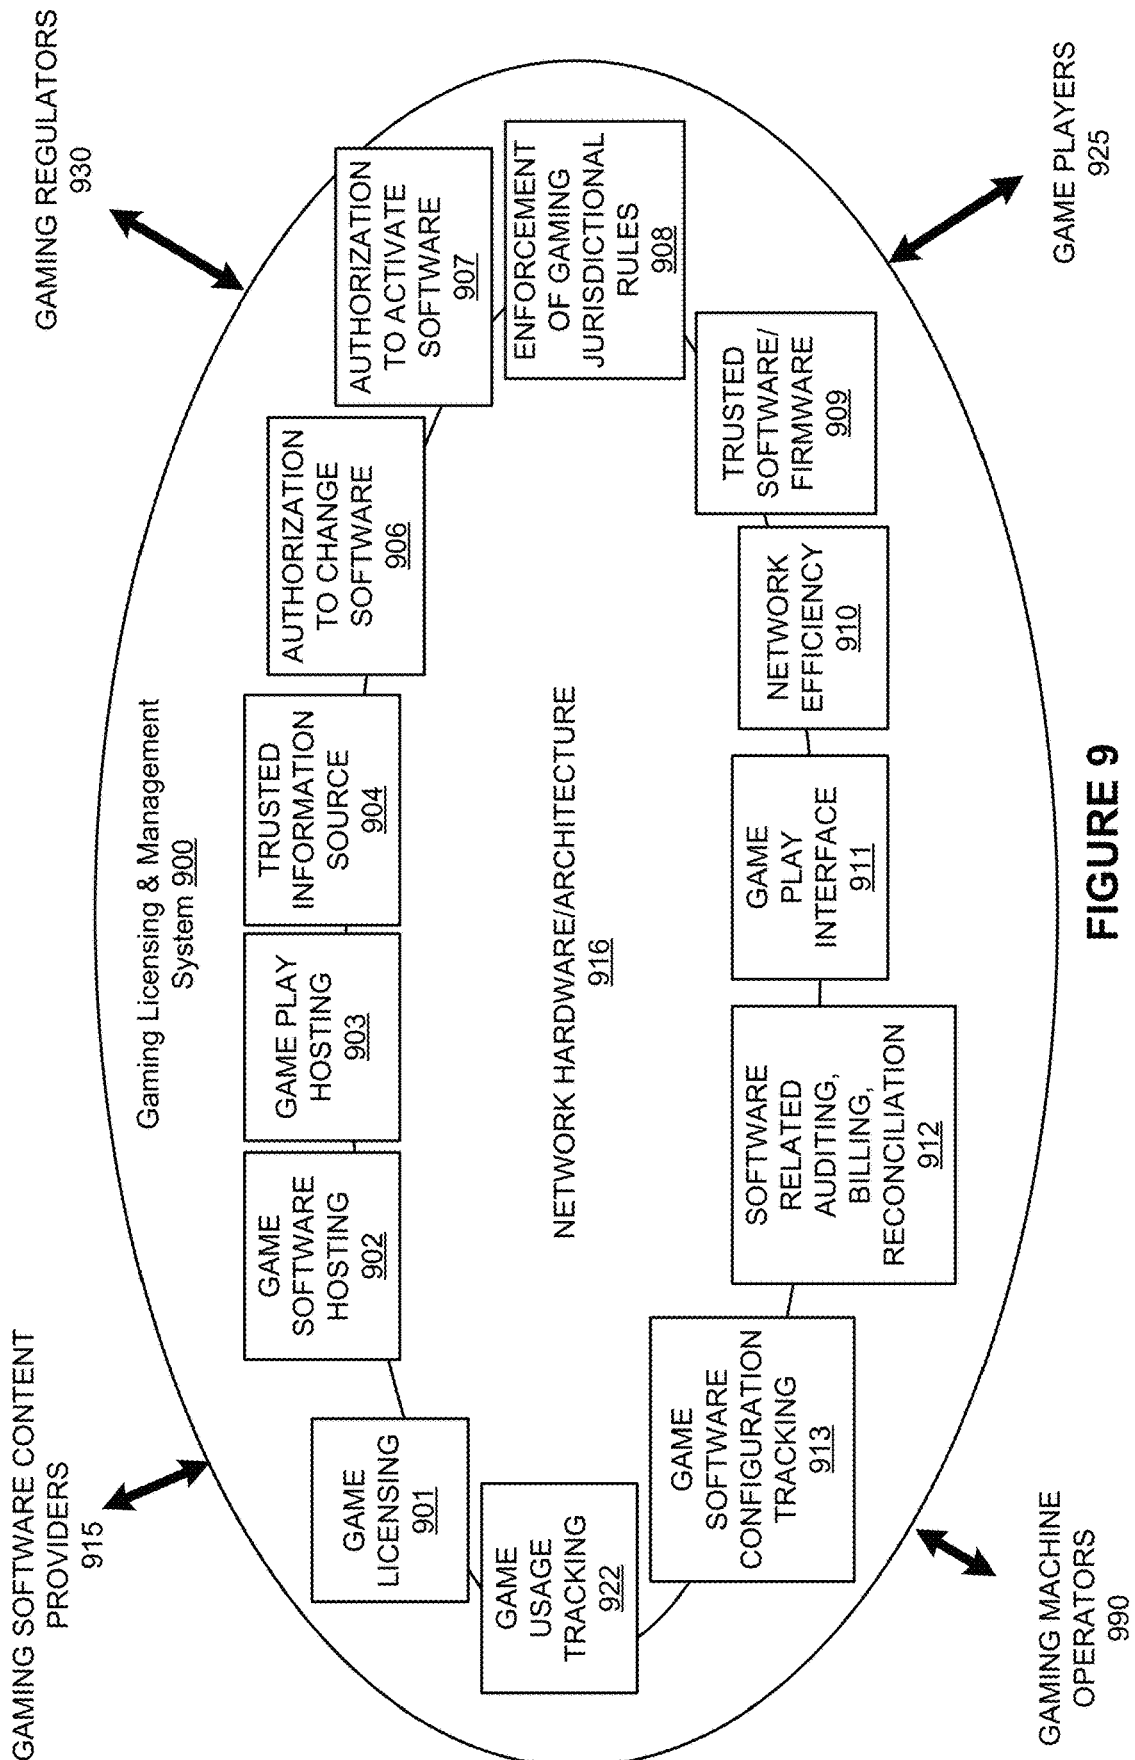 GAMING SOFTWARE CONTENT
PROVIDERS
915
GAMING REGULATORS
930
Gaming Licensing & Management
System 900
GAME
LICENSING
901
GAME
SOFTWARE
HOSTING
902
GAME PLAY
HOSTING
903
TRUSTED
INFORMATION
SOURCE
904
AUTHORIZATION
TO CHANGE
SOFTWARE
906
AUTHORIZATION
TO ACTIVATE
SOFTWARE
907
ENFORCEMENT
OF GAMING
JURISDICTIONAL
RULES
908
NETWORK HARDWARE/ARCHITECTURE
916
GAME
USAGE
TRACKING
922
GAME
SOFTWARE
CONFIGURATION
TRACKING
913
SOFTWARE
RELATED
AUDITING,
BILLING,
RECONCILIATION
912
GAME
PLAY
INTERFACE
911
NETWORK
EFFICIENCY
910
TRUSTED
SOFTWARE/
FIRMWARE
909
GAMING MACHINE
OPERATORS
990
GAME PLAYERS
925
FIGURE 9